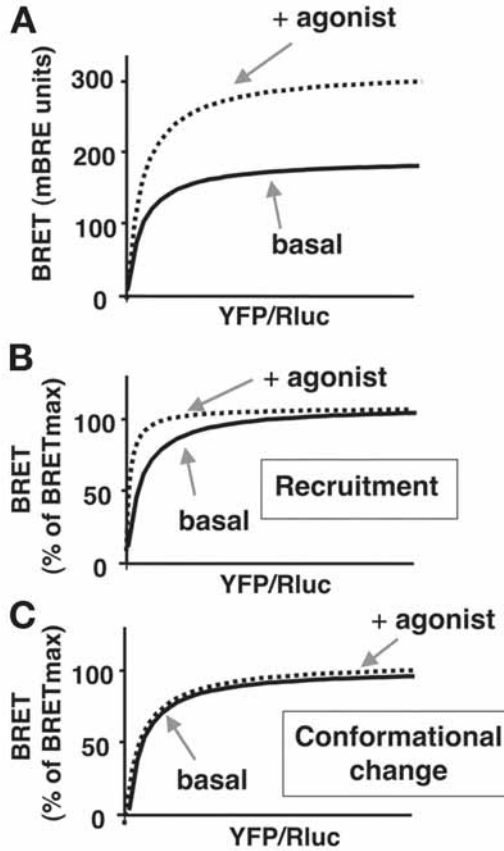 A
+ agonist
BRET (mBRE units)
300
200
100
0
basal
YFP/Rluc
B
+ agonist
BRET
(% of BRETmax)
100
50
0
basal
Recruitment
YFP/Rluc
C
+ agonist
BRET
(% of BRETmax)
100
50
0
basal
Conformational
change
YFP/Rluc